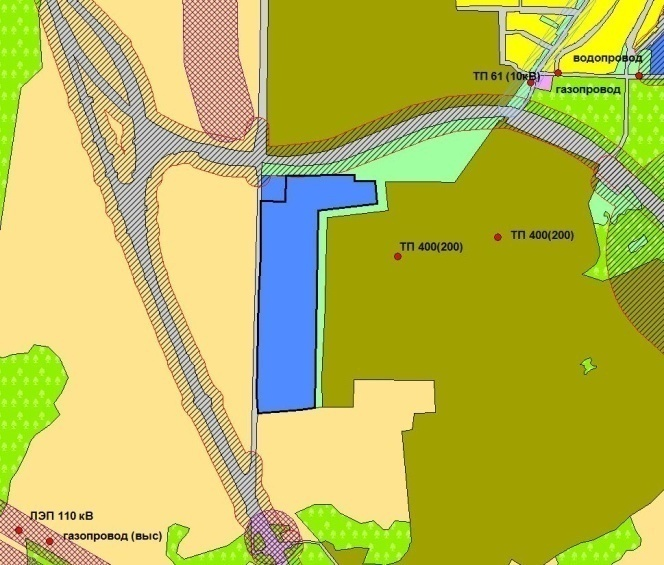 водопровод
ТП 61 (10кВ)
газопровод
ТП 400(200)
ТП 400(200)
ЛЭП 110 кВ
газопровод (выс)